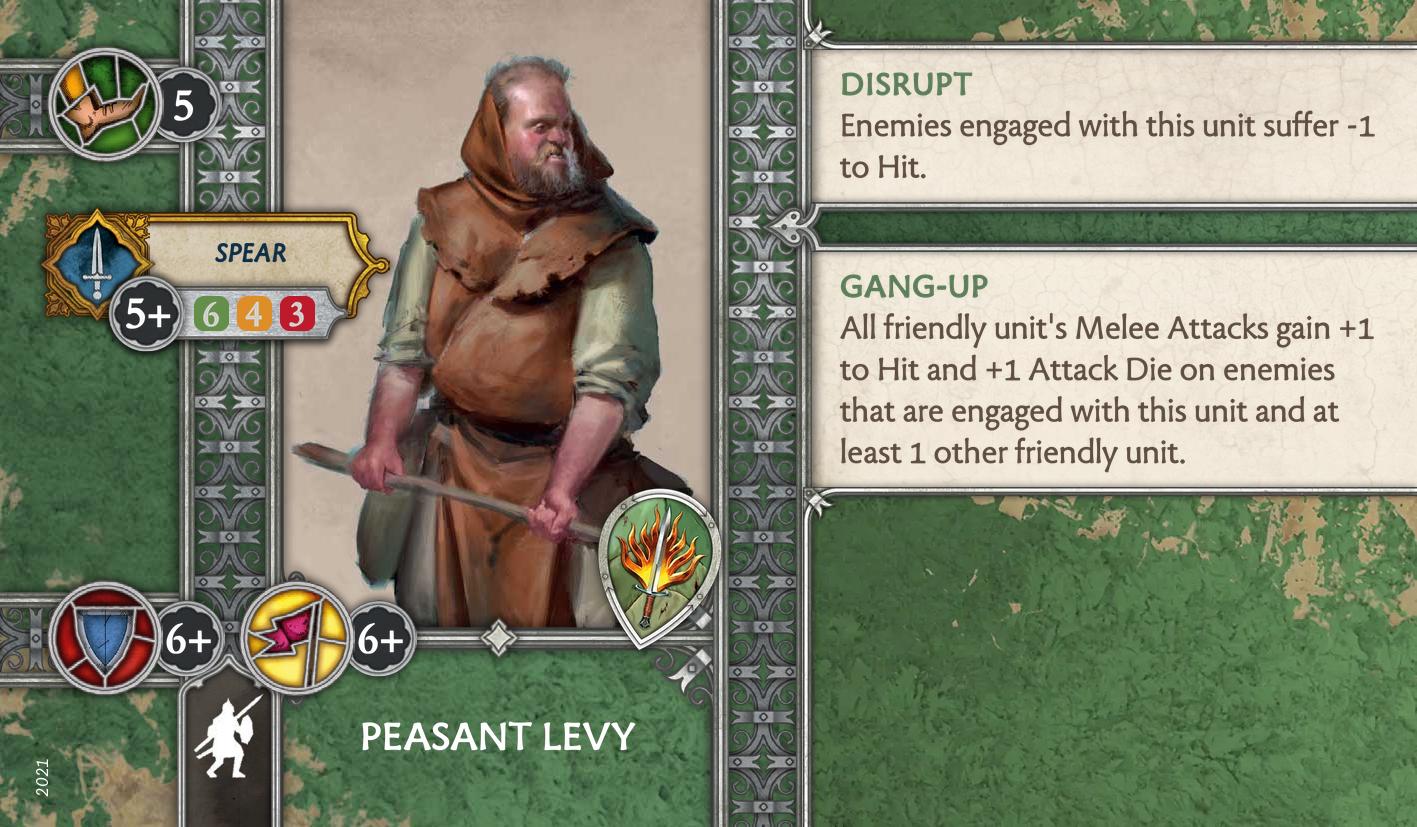 5
SPEAR
5+ 6 4 3
6+ 6+
PEASANT LEVY
2021
DISRUPT
Enemies engaged with this unit suffer -1
to Hit.
GANG-UP
All friendly unit's Melee Attacks gain +1
to Hit and +1 Attack Die on enemies
that are engaged with this unit and at
least 1 other friendly unit.